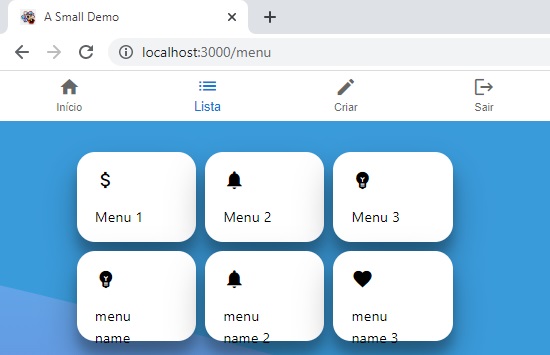 A Small Demo
localhost:3000/menu
Início
Lista
Criar
Sair
Menu 1
Menu 2
Menu 3
menu
name
menu
name 2
menu
name 3